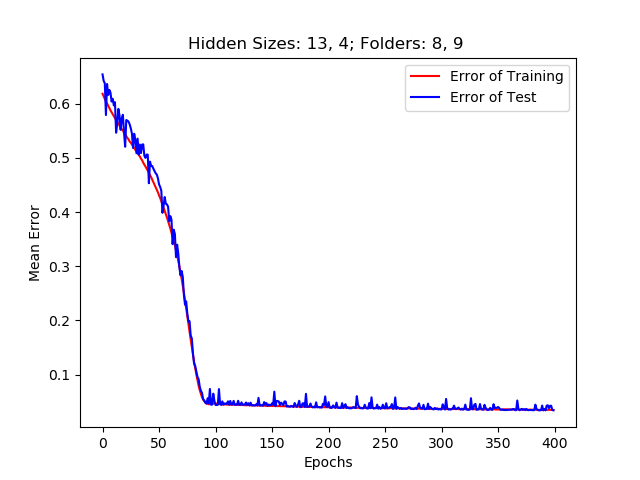 Hidden Sizes: 13, 4; Folders: 8, 9
Error of Training
Error of Test
Mean Error
0.6
0.5
0.4
0.3
0.2
0.1
0 50 100 150 200 250 300 350 400
Epochs